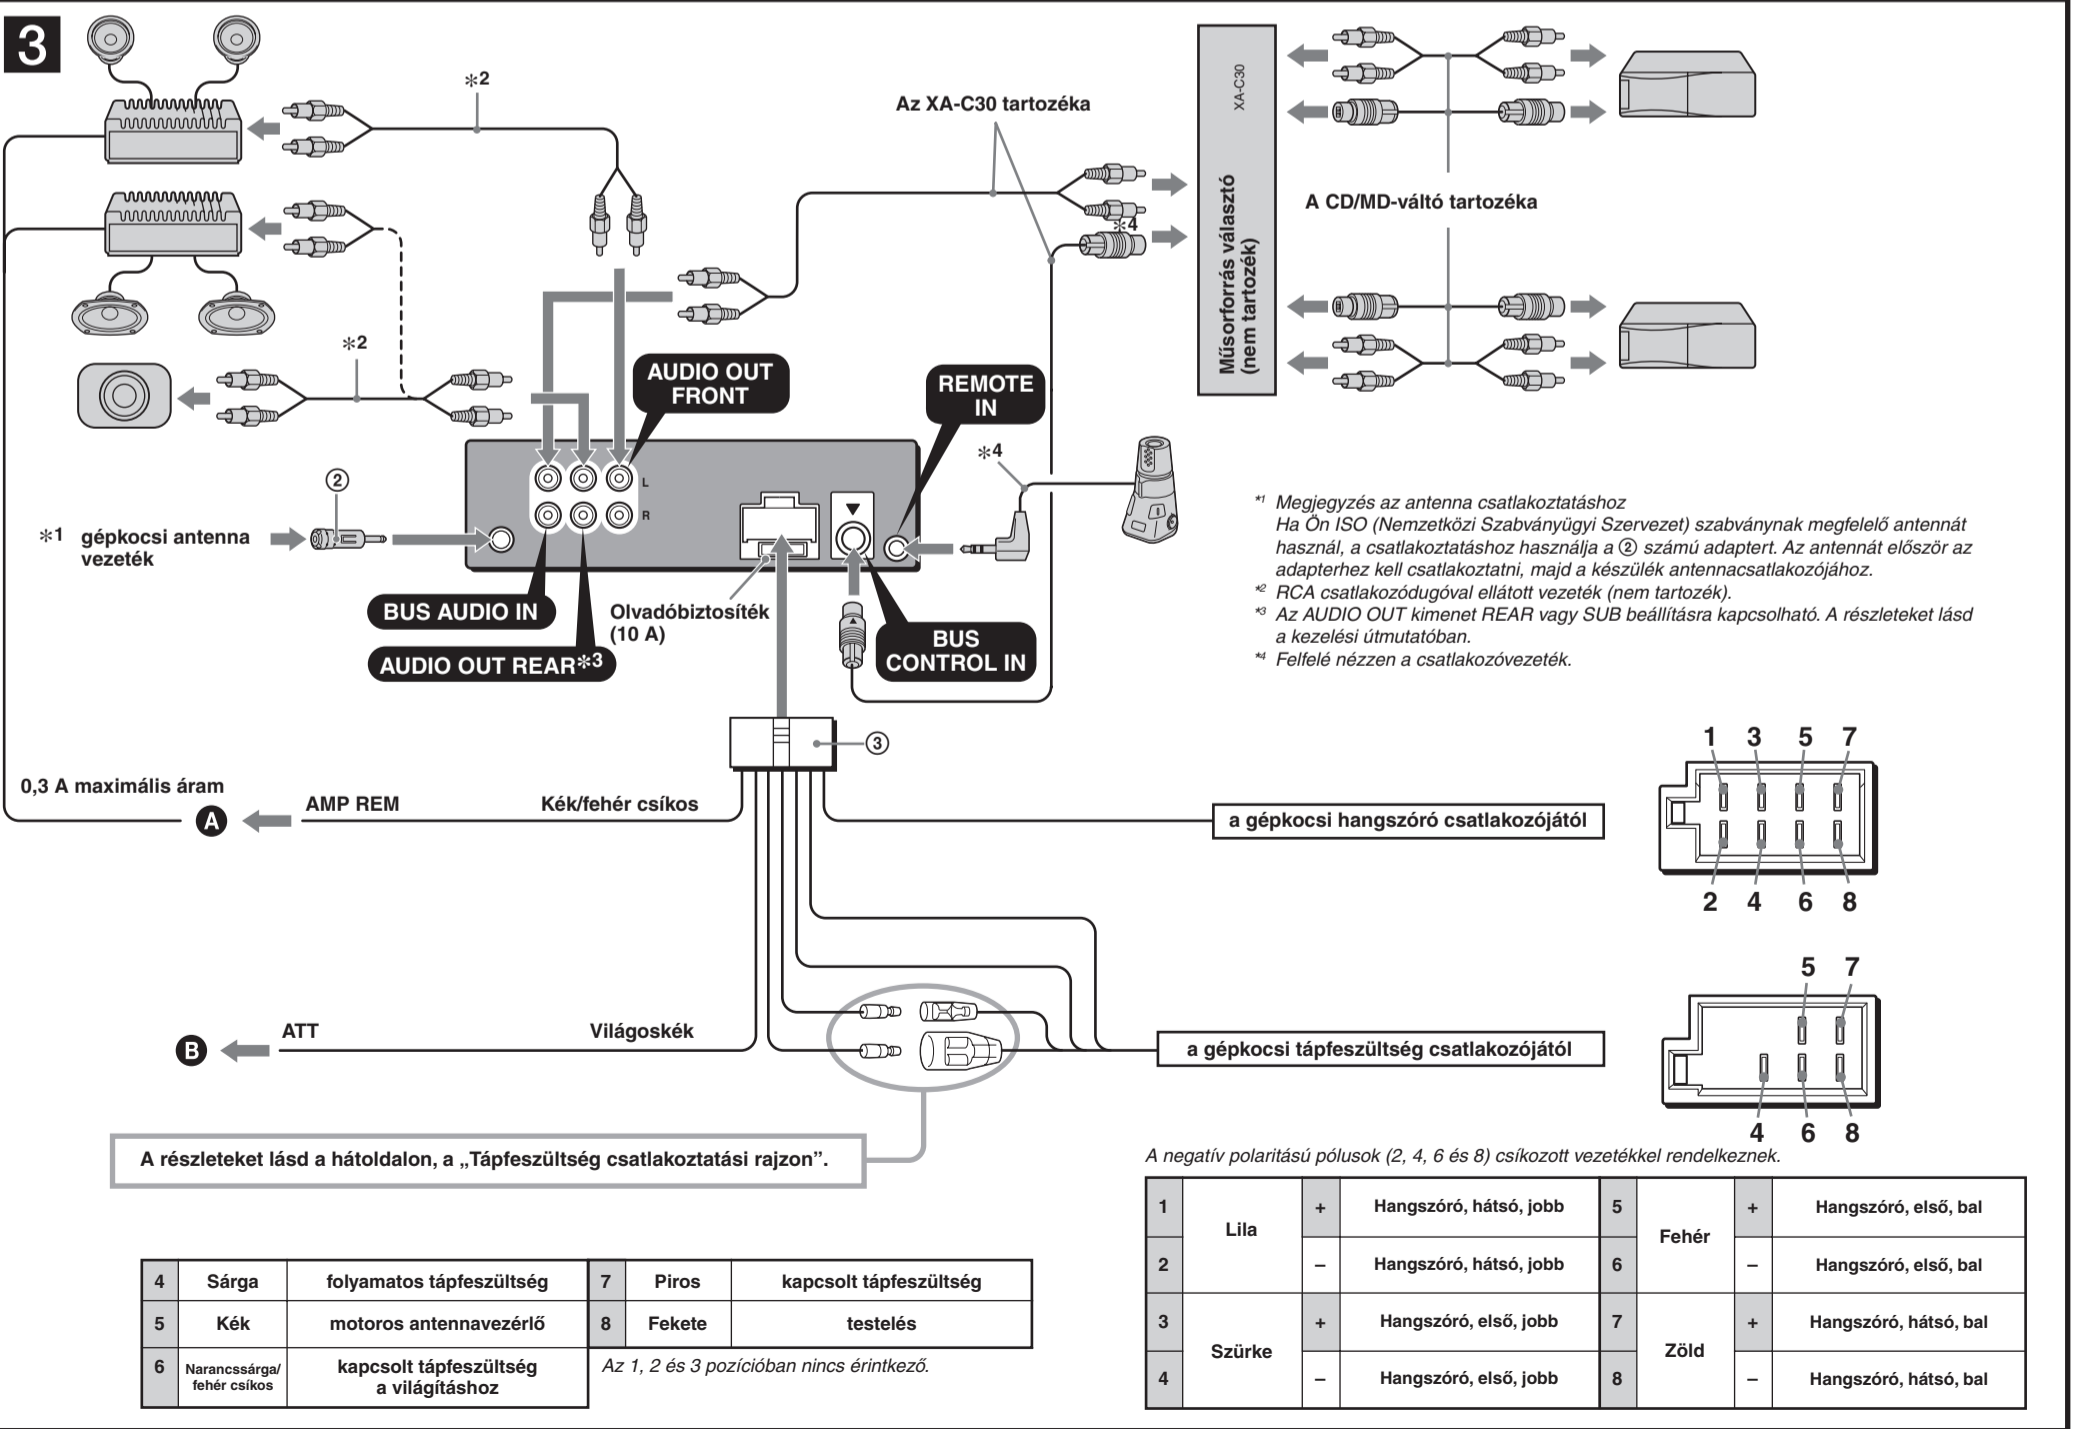 3
*2
Az XA-C30 tartozéka
XA-C30
Műsorforrás választó
(nem tartozék)
A CD/MD-váltó tartozéka
*4
*2
AUDIO OUT
FRONT
REMOTE
IN
*4
2
L
R
*1 gépkocsi antenna
vezeték
BUS AUDIO IN
AUDIO OUT REAR*3
Olvadóbiztosíték
(10 A)
BUS
CONTROL IN
*1 Megjegyzés az antenna csatlakoztatáshoz
Ha Ön ISO (Nemzetközi Szabványügyi Szervezet) szabványnak megfelelő antennát
használ, a csatlakoztatáshoz használja a ② számú adaptert. Az antennát először az
adapterhez kell csatlakoztatni, majd a készülék antennacsatlakozójához.
*2 RCA csatlakozódugóval ellátott vezeték (nem tartozék).
*3 Az AUDIO OUT kimenet REAR vagy SUB beállításra kapcsolható. A részleteket lásd
a kezelési útmutatóban.
*4 Felfelé nézzen a csatlakozóvezeték.
3
0,3 A maximális áram
A
AMP REM Kék/fehér csíkos
a gépkocsi hangszóró csatlakozójától
1 3 5 7
2 4 6 8
B
ATT Világoskék
a gépkocsi tápfeszültség csatlakozójától
5 7
4 6 8
A részleteket lásd a hátoldalon, a „Tápfeszültség csatlakoztatási rajzon”.
4 Sárga folyamatos tápfeszültség 7 Piros kapcsolt tápfeszültség
5 Kék motoros antennavezérlő 8 Fekete testelés
6 Narancssárga/
fehér csíkos
kapcsolt tápfeszültség
a világításhoz
Az 1, 2 és 3 pozícióban nincs érintkező.
A negatív polaritású pólusok (2, 4, 6 és 8) csíkozott vezetékkel rendelkeznek.
1 Lila + Hangszóró, hátsó, jobb 5 Fehér + Hangszóró, első, bal
2 – Hangszóró, hátsó, jobb 6 – Hangszóró, első, bal
3 Szürke + Hangszóró, első, jobb 7 Zöld + Hangszóró, hátsó, bal
4 – Hangszóró, első, jobb 8 – Hangszóró, hátsó, bal